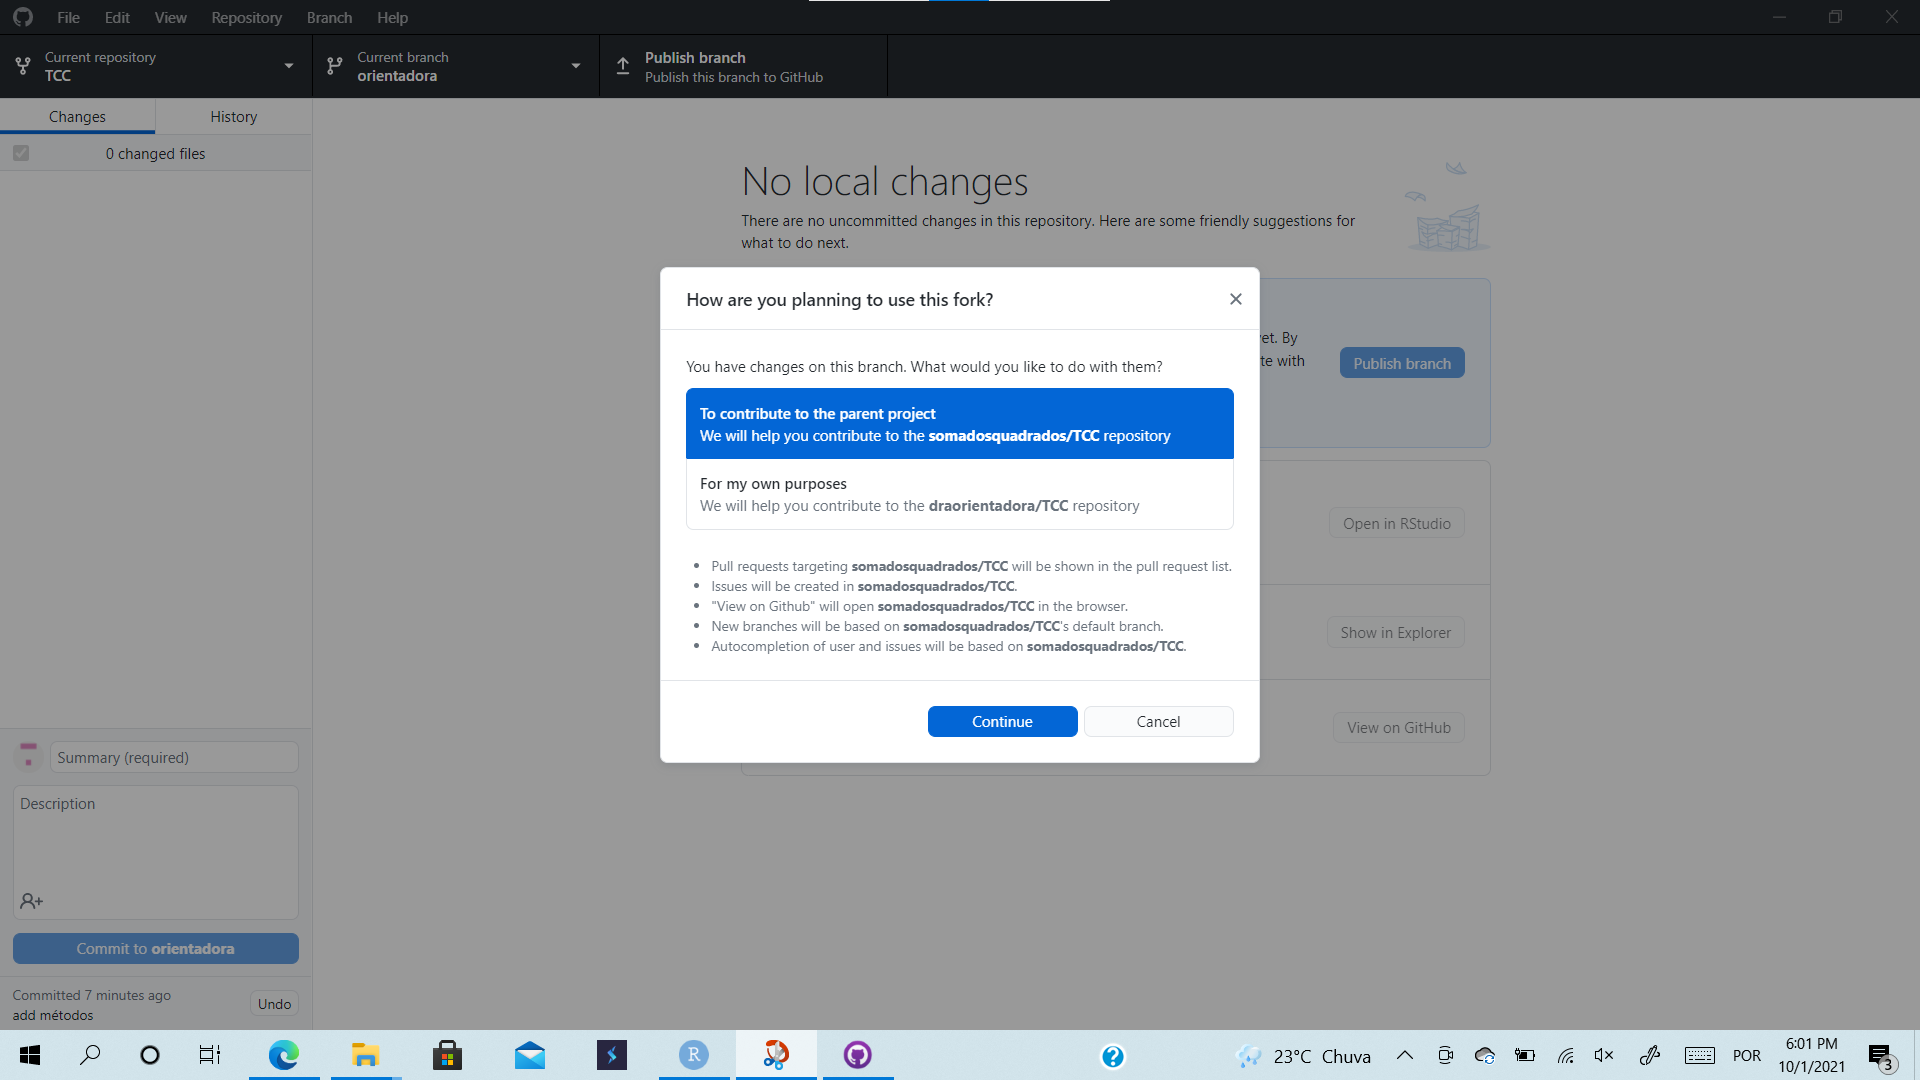 File Edit View Repository Branch Help
Current repository
TCC
Current branch
orientadora
Publish branch
Publish this branch to GitHub
Changes History
0 changed files
No local changes
There are no uncommitted changes in this repository. Here are some friendly suggestions for
what to do next.
How are you planning to use this fork?
You have changes on this branch. What would you like to do with them?
To contribute to the parent project
We will help you contribute to the somadosquadrados/TCC repository
For my own purposes
We will help you contribute to the draorientadora/TCC repository
• Pull requests targeting somadosquadrados/TCC will be shown in the pull request list.
• Issues will be created in somadosquadrados/TCC.
• "View on Github" will open somadosquadrados/TCC in the browser.
• New branches will be based on somadosquadrados/TCC's default branch.
• Autocompletion of user and issues will be based on somadosquadrados/TCC.
Continue Cancel
By
te with
Publish branch
Open in RStudio
Show in Explorer
View on GitHub
Summary (required)
Description
Commit to orientadora
Committed 7 minutes ago
add métodos
Undo
R
23°C Chuva
POR
6:01 PM
10/1/2021
3